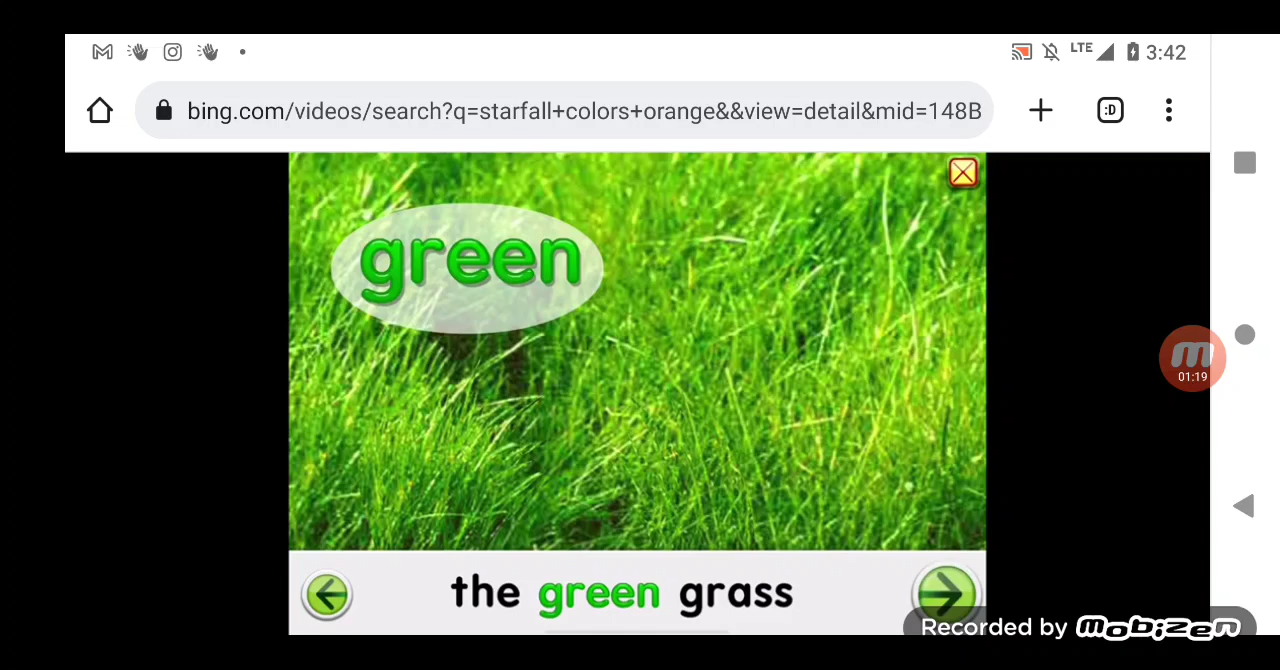 LTE 3:42
bing.com/videos/search?q=starfall+colors+orange&&view=detail&mid=148B
:D
green
01:19
the green grass
Recorded by mobizen